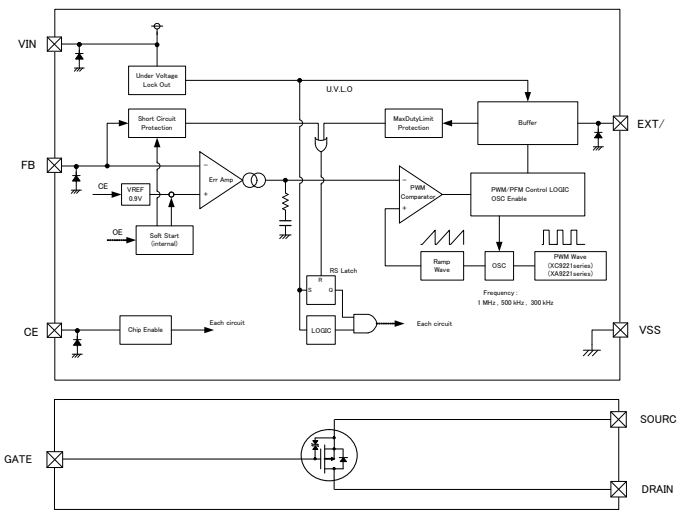 VIN
Under Voltage
Lock Out
U.V.L.O
Short Circuit
Protection
MaxDutyLimit
Protection
Buffer
EXT/
FB
Err Amp
CE
VREF
0.9V
OE
Soft Start
(internal)
PWM
Comparator
PWM/PFM Control LOGIC
OSC Enable
Ramp
Wave
OSC
PWM Wave
(XC9221series)
(XA9221series)
Frequency :
1 MHz , 500 kHz , 300 kHz
RS Latch
R
S
Q
LOGIC
Each circuit
CE
Chip Enable
Each circuit
VSS
GATE
SOURC
DRAIN